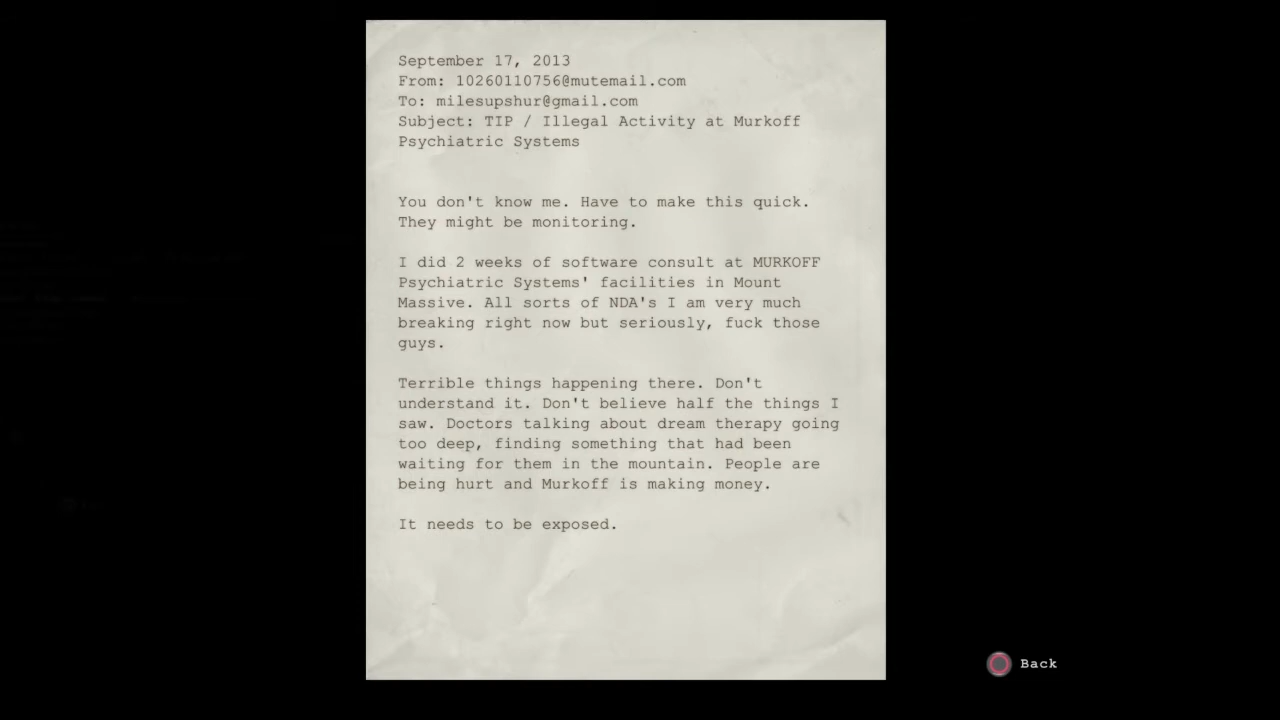 September 17, 2013
From: 10260110756@mutemail.com
To: milesupshur@gmail.com
Subject: TIP / Illegal Activity at Murkoff
Psychiatric Systems
You don't know me. Have to make this quick.
They might be monitoring.
I did 2 weeks of software consult at MURKOFF
Psychiatric Systems' facilities in Mount
Massive. All sorts of NDA's I am very much
breaking right now but seriously, fuck those
guys.
Terrible things happening there. Don't
understand it. Don't believe half the things I
saw. Doctors talking about dream therapy going
too deep, finding something that had been
waiting for them in the mountain. People are
being hurt and Murkoff is making money.
It needs to be exposed.
Back